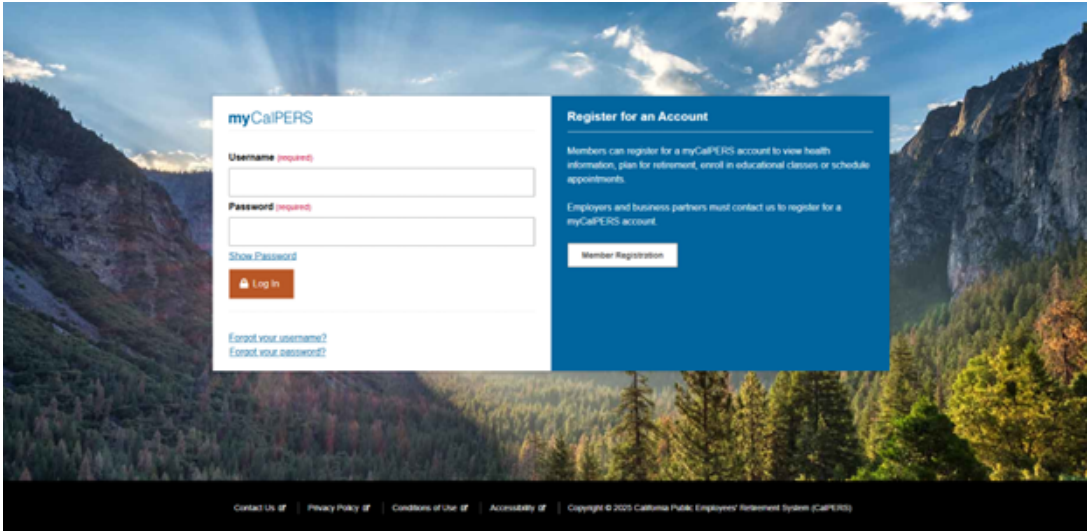 myCalPERS
Username (required)
Password (required)
Show Password
Log In
Forgot your username?
Forgot your password?
Register for an Account
Members can register for a myCalPERS account to view health
information, plan for retirement, enroll in educational classes or schedule
appointments.
Employers and business partners must contact us to register for a
myCalPERS account.
Member Registration
Contact Us
Privacy Policy
Conditions of Use
Accessibility
Copyright © 2025 California Public Employees' Retirement System (CalPERS)